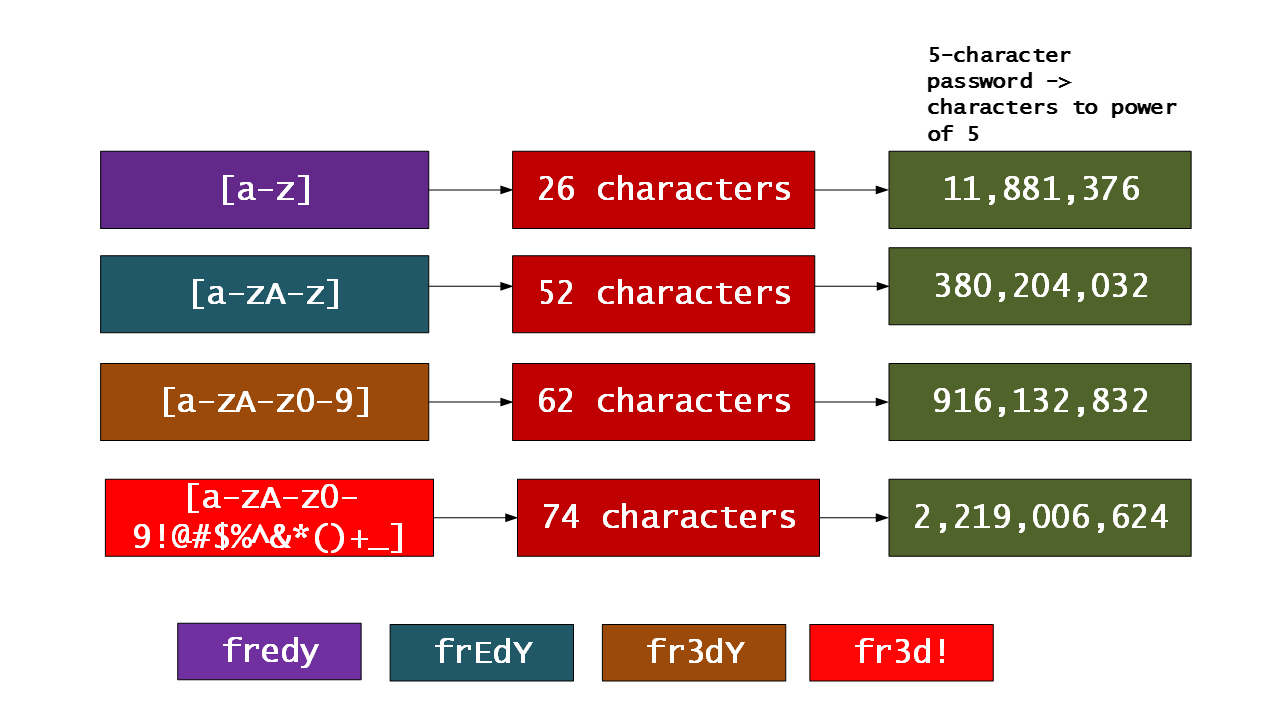 5-character
password ->
characters to power
of 5
[a-z]
26 characters
11,881,376
[a-zA-z]
52 characters
380,204,032
[a-zA-z0-9]
62 characters
916,132,832
[a-zA-z0-
9!@#$%^&*()+_]
74 characters
2,219,006,624
fredy
frEdY
fr3dY
fr3d!